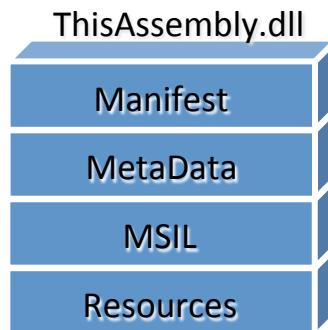 ThisAssembly.dll
Manifest
MetaData
MSIL
Resources